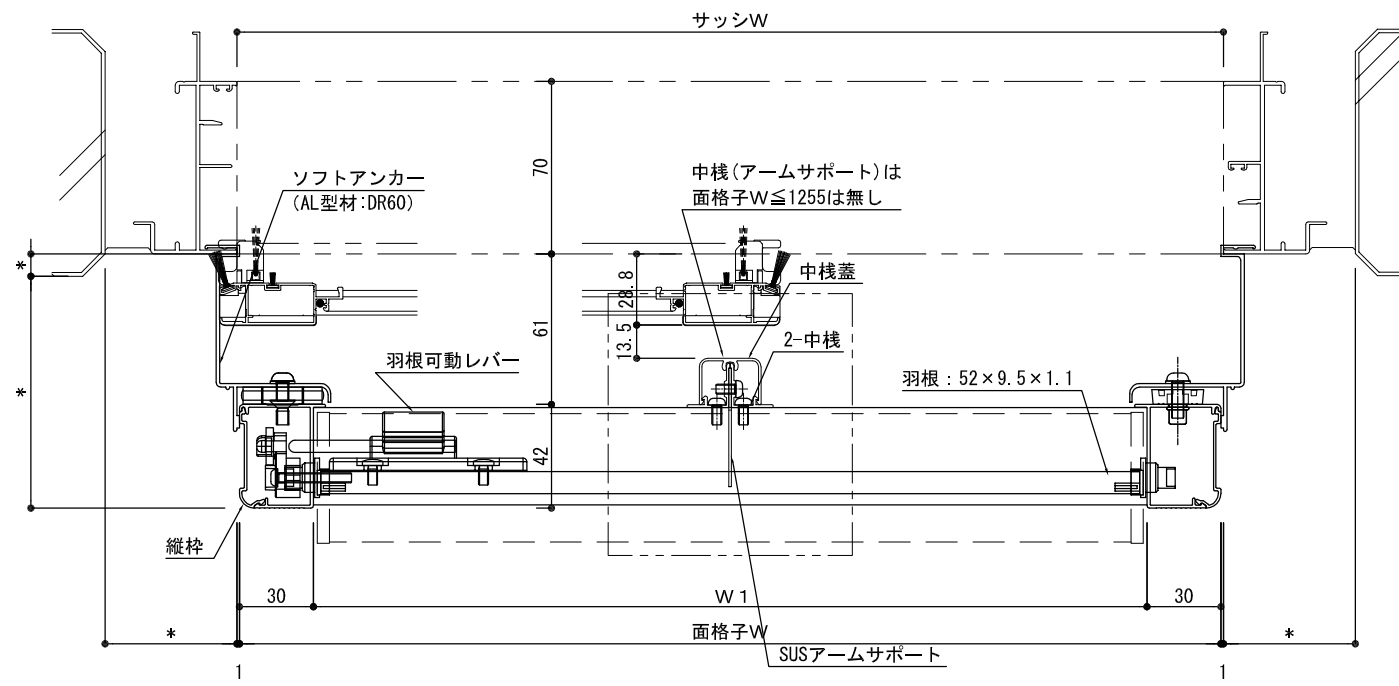 サッシW
70
ソフトアンカー
(AL型材:DR60)
中桟(アームサポート)は
面格子W≦1255は無し
*
中桟蓋
28.8
61
13.5
2-中桟
羽根可動レバー
羽根：52×9.5×1.1
*
42
縦枠
30
W1
30
*
面格子W
*
SUSアームサポート
1
1